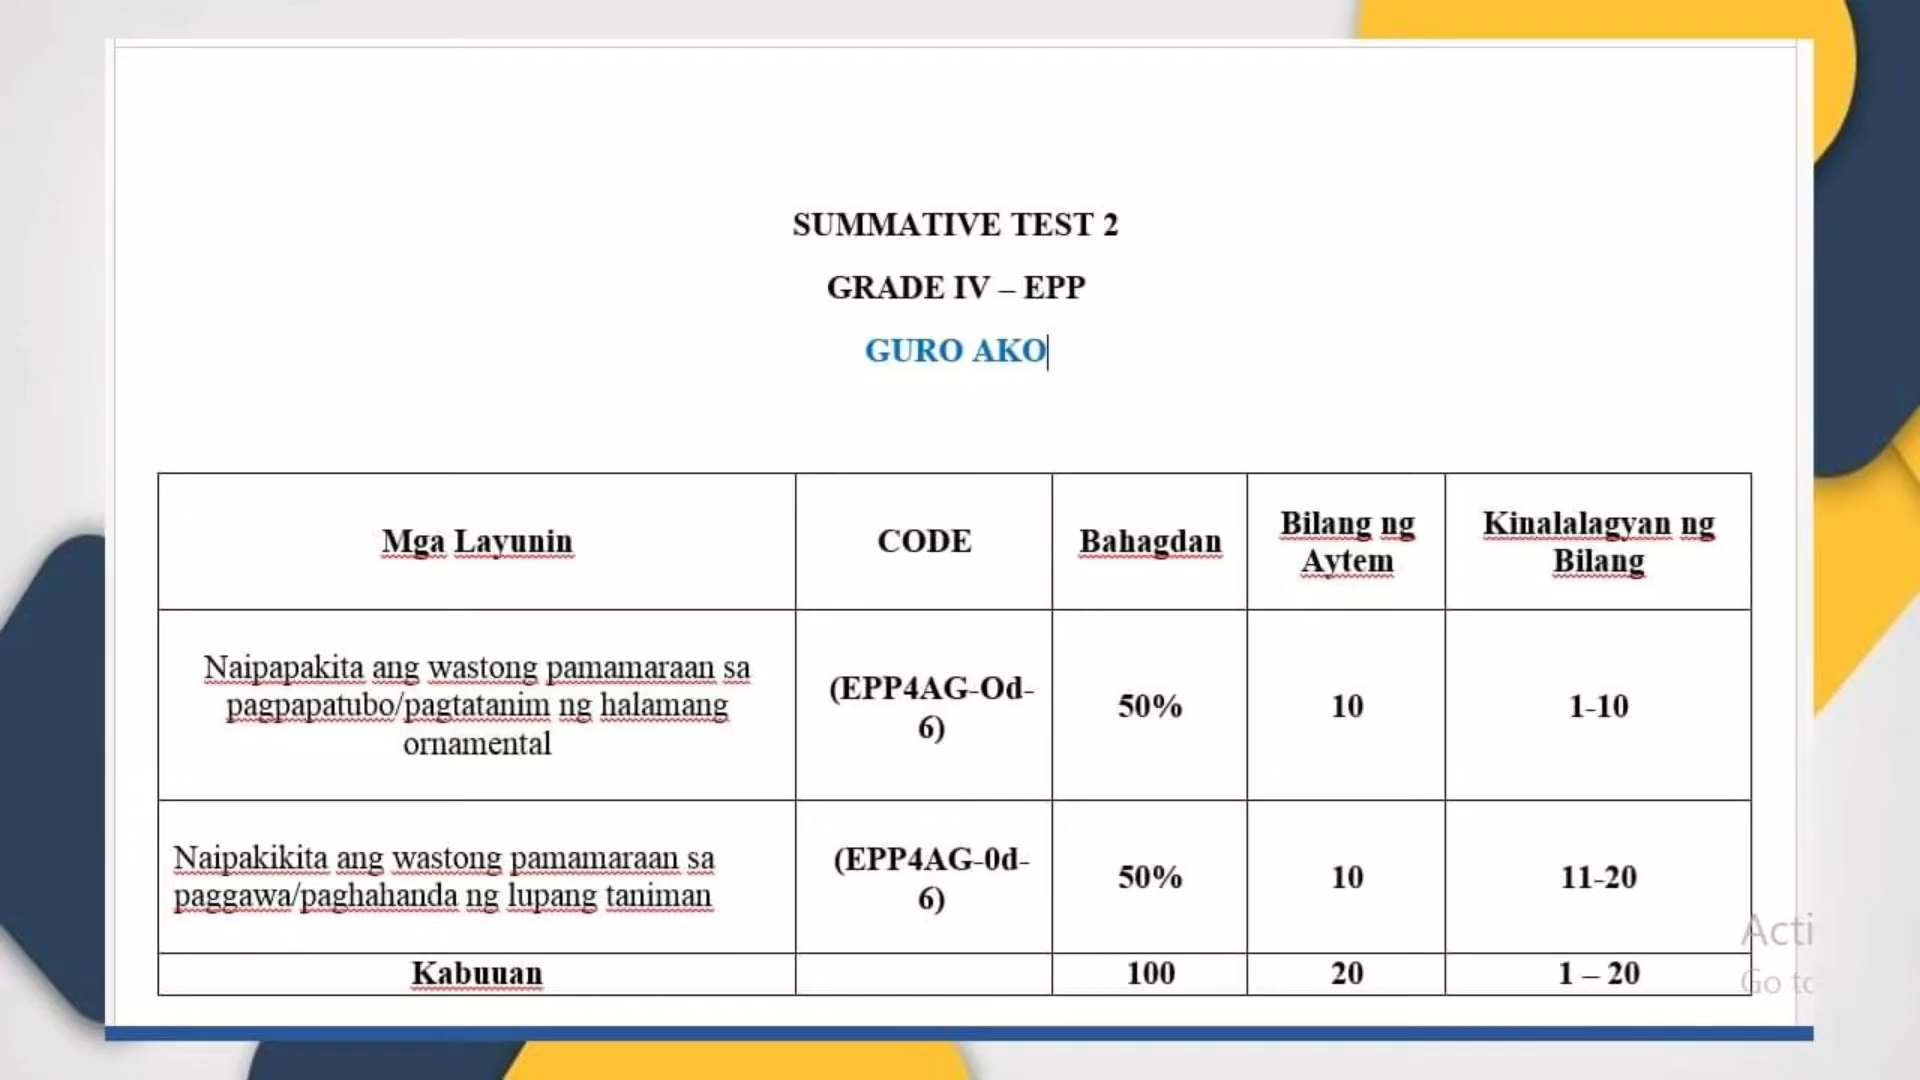 SUMMATIVE TEST 2
GRADE IV – EPP
GURO AKO
Mga Layunin
CODE
Bahagdan
Bilang ng
Aytem
Kinalalagyan ng
Bilang
Naipapakita ang wastong pamamaraan sa
pagpapatubo/pagtatanim ng halamang
ornamental
(EPP4AG-Od-
6)
50%
10
1-10
Naipakikita ang wastong pamamaraan sa
paggawa/paghahanda ng lupang taniman
(EPP4AG-0d-
6)
50%
10
11-20
Kabuuan
100
20
1 – 20
Acti
Go to